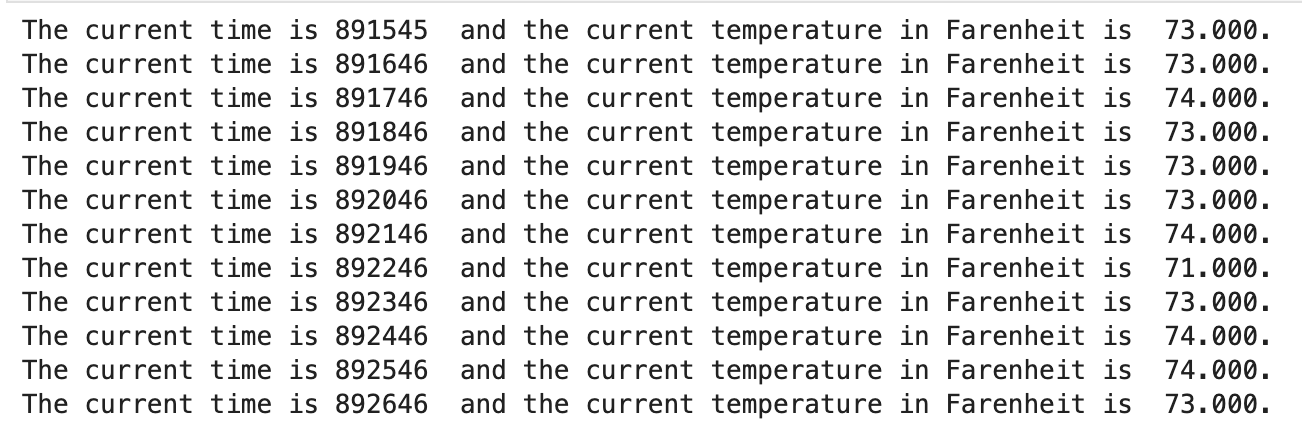 The current time is 891545  and the current temperature in Farenheit is  73.000.
The current time is 891646  and the current temperature in Farenheit is  73.000.
The current time is 891746  and the current temperature in Farenheit is  74.000.
The current time is 891846  and the current temperature in Farenheit is  73.000.
The current time is 891946  and the current temperature in Farenheit is  73.000.
The current time is 892046  and the current temperature in Farenheit is  73.000.
The current time is 892146  and the current temperature in Farenheit is  74.000.
The current time is 892246  and the current temperature in Farenheit is  71.000.
The current time is 892346  and the current temperature in Farenheit is  73.000.
The current time is 892446  and the current temperature in Farenheit is  74.000.
The current time is 892546  and the current temperature in Farenheit is  74.000.
The current time is 892646  and the current temperature in Farenheit is  73.000.